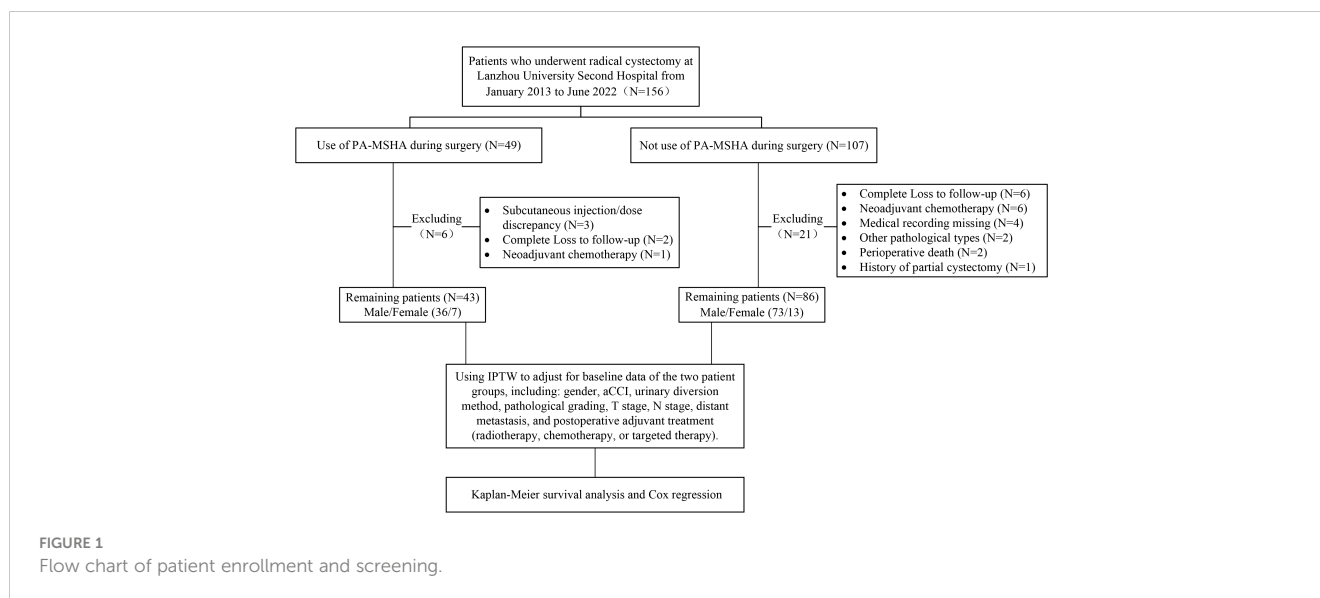 Patients who underwent radical cystectomy at
Lanzhou University Second Hospital from
January 2013 to June 2022（N=156）
Use of PA-MSHA during surgery (N=49)
Not use of PA-MSHA during surgery (N=107)
Excluding
（N=6）
• Subcutaneous injection/dose
discrepancy (N=3)
• Complete Loss to follow-up (N=2)
• Neoadjuvant chemotherapy (N=1)
Excluding
（N=21）
• Complete Loss to follow-up (N=6)
• Neoadjuvant chemotherapy (N=6)
• Medical recording missing (N=4)
• Other pathological types (N=2)
• Perioperative death (N=2)
• History of partial cystectomy (N=1)
Remaining patients (N=43)
Male/Female (36/7)
Remaining patients (N=86)
Male/Female (73/13)
Using IPTW to adjust for baseline data of the two patient
groups, including: gender, aCCI, urinary diversion
method, pathological grading, T stage, N stage, distant
metastasis, and postoperative adjuvant treatment
(radiotherapy, chemotherapy, or targeted therapy).
Kaplan-Meier survival analysis and Cox regression
FIGURE 1
Flow chart of patient enrollment and screening.